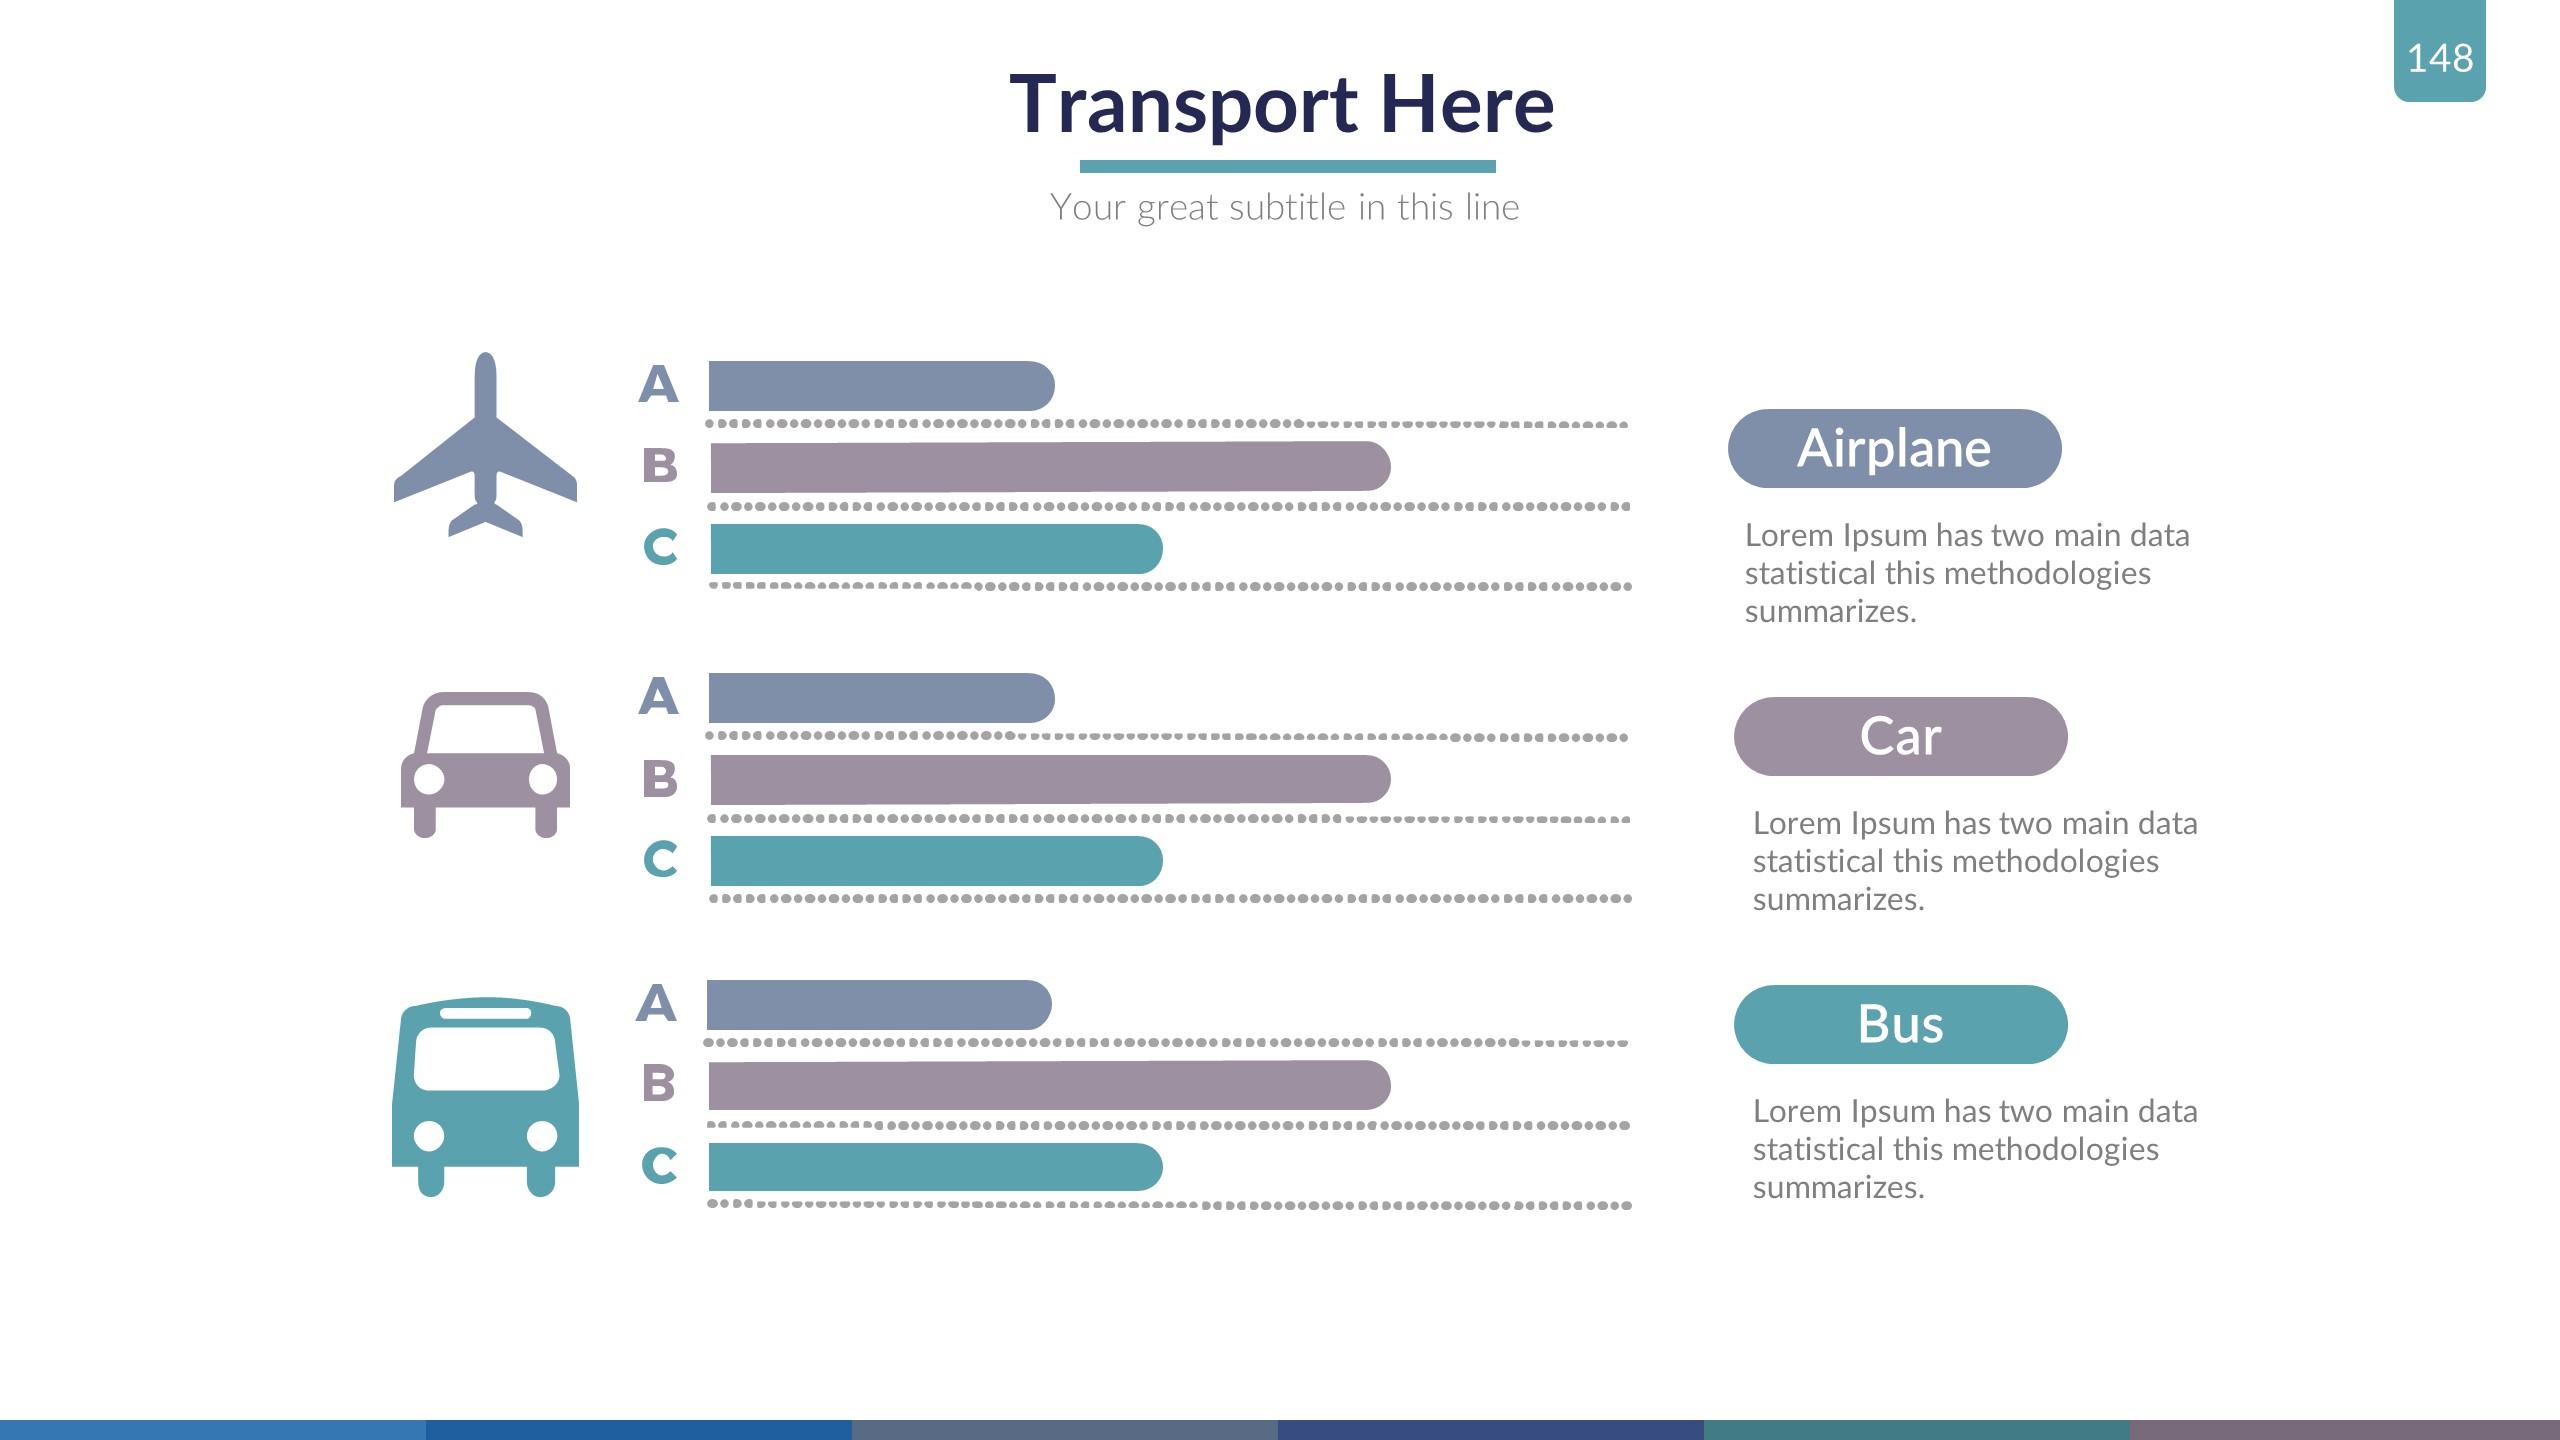 148
Transport Here
Your great subtitle in this line
A
B
C
Airplane
Lorem Ipsum has two main data
statistical this methodologies
summarizes.
A
B
C
Car
Lorem Ipsum has two main data
statistical this methodologies
summarizes.
A
B
C
Bus
Lorem Ipsum has two main data
statistical this methodologies
summarizes.